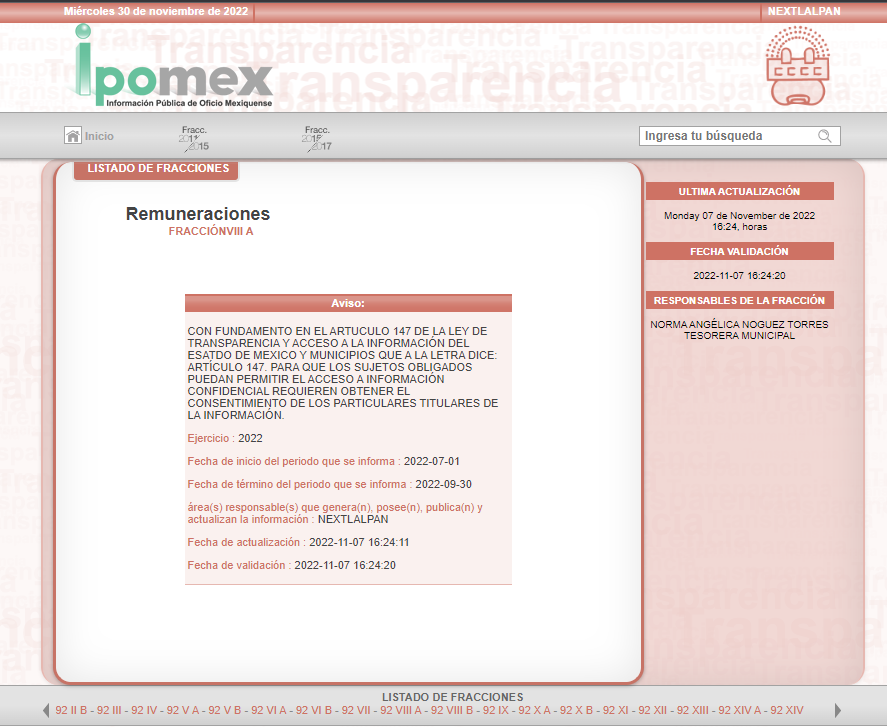 Miércoles 30 de noviembre de 2022
NEXTLALPAN
ipomex
Información Pública de Oficio Mexiquense
Transparencia
Inicio
Fracc.
2011/2015
Fracc.
2017
Ingresa tu búsqueda
LISTADO DE FRACCIONES
Remuneraciones
FRACCIÓNVIII A
Aviso:
CON FUNDAMENTO EN EL ARTUCULO 147 DE LA LEY DE
TRANSPARENCIA Y ACCESO A LA INFORMACIÓN DEL
ESATDO DE MEXICO Y MUNICIPIOS QUE A LA LETRA DICE:
ARTÍCULO 147. PARA QUE LOS SUJETOS OBLIGADOS
PUEDAN PERMITIR EL ACCESO A INFORMACIÓN
CONFIDENCIAL REQUIEREN OBTENER EL
CONSENTIMIENTO DE LOS PARTICULARES TITULARES DE
LA INFORMACIÓN.
Ejercicio : 2022
Fecha de inicio del periodo que se informa : 2022-07-01
Fecha de término del periodo que se informa : 2022-09-30
área(s) responsable(s) que genera(n), posee(n), publica(n) y
actualizan la información : NEXTLALPAN
Fecha de actualización : 2022-11-07 16:24:11
Fecha de validación : 2022-11-07 16:24:20
ULTIMA ACTUALIZACIÓN
Monday 07 de November de 2022
16:24, horas
FECHA VALIDACIÓN
2022-11-07 16:24:20
RESPONSABLES DE LA FRACCIÓN
NORMA ANGÉLICA NOGUEZ TORRES
TESORERA MUNICIPAL
LISTADO DE FRACCIONES
92 II B - 92 III - 92 IV - 92 V A - 92 V B - 92 VI A - 92 VI B - 92 VII - 92 VIII A - 92 VIII B - 92 IX - 92 X A - 92 X B - 92 XI - 92 XII - 92 XIII - 92 XIV A - 92 XIV